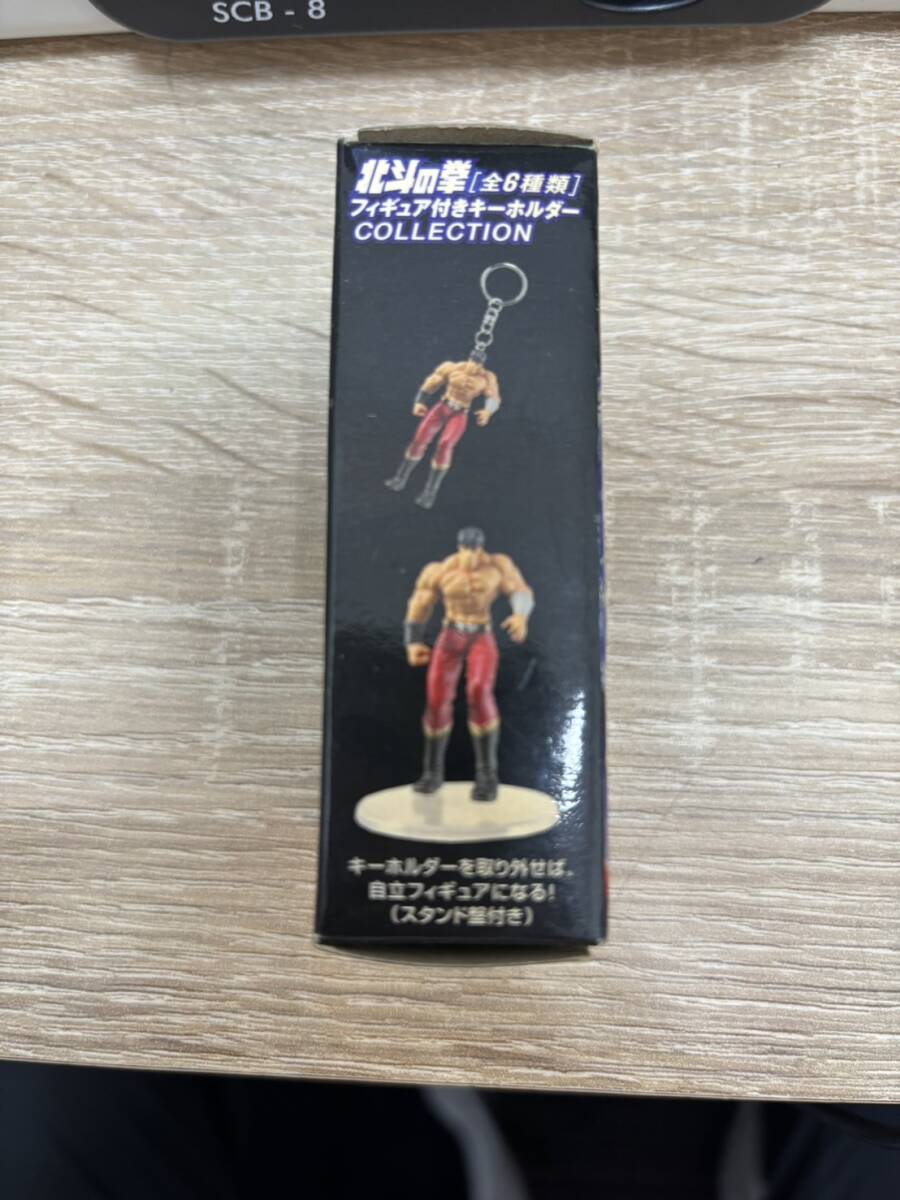 SCB - 8
北斗の拳[全6種類]
フィギュア付きキーホルダー
COLLECTION
キーホルダーを取り外せば、
自立フィギュアになる!
(スタンド盤付き)